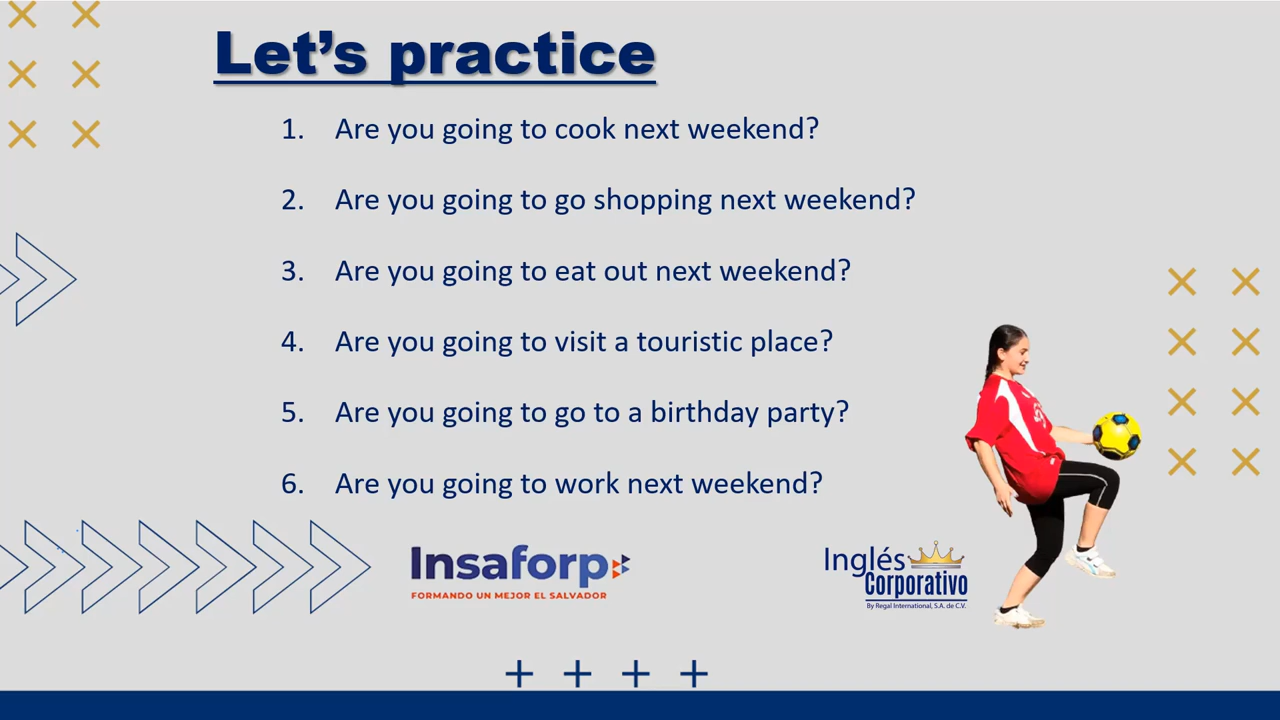 Let's practice
1. Are you going to cook next weekend?
2. Are you going to go shopping next weekend?
3. Are you going to eat out next weekend?
4. Are you going to visit a touristic place?
5. Are you going to go to a birthday party?
6. Are you going to work next weekend?
Insaforp
FORMANDO UN MEJOR EL SALVADOR
Inglés
Corporativo
By Regal International, S.A. de C.V.